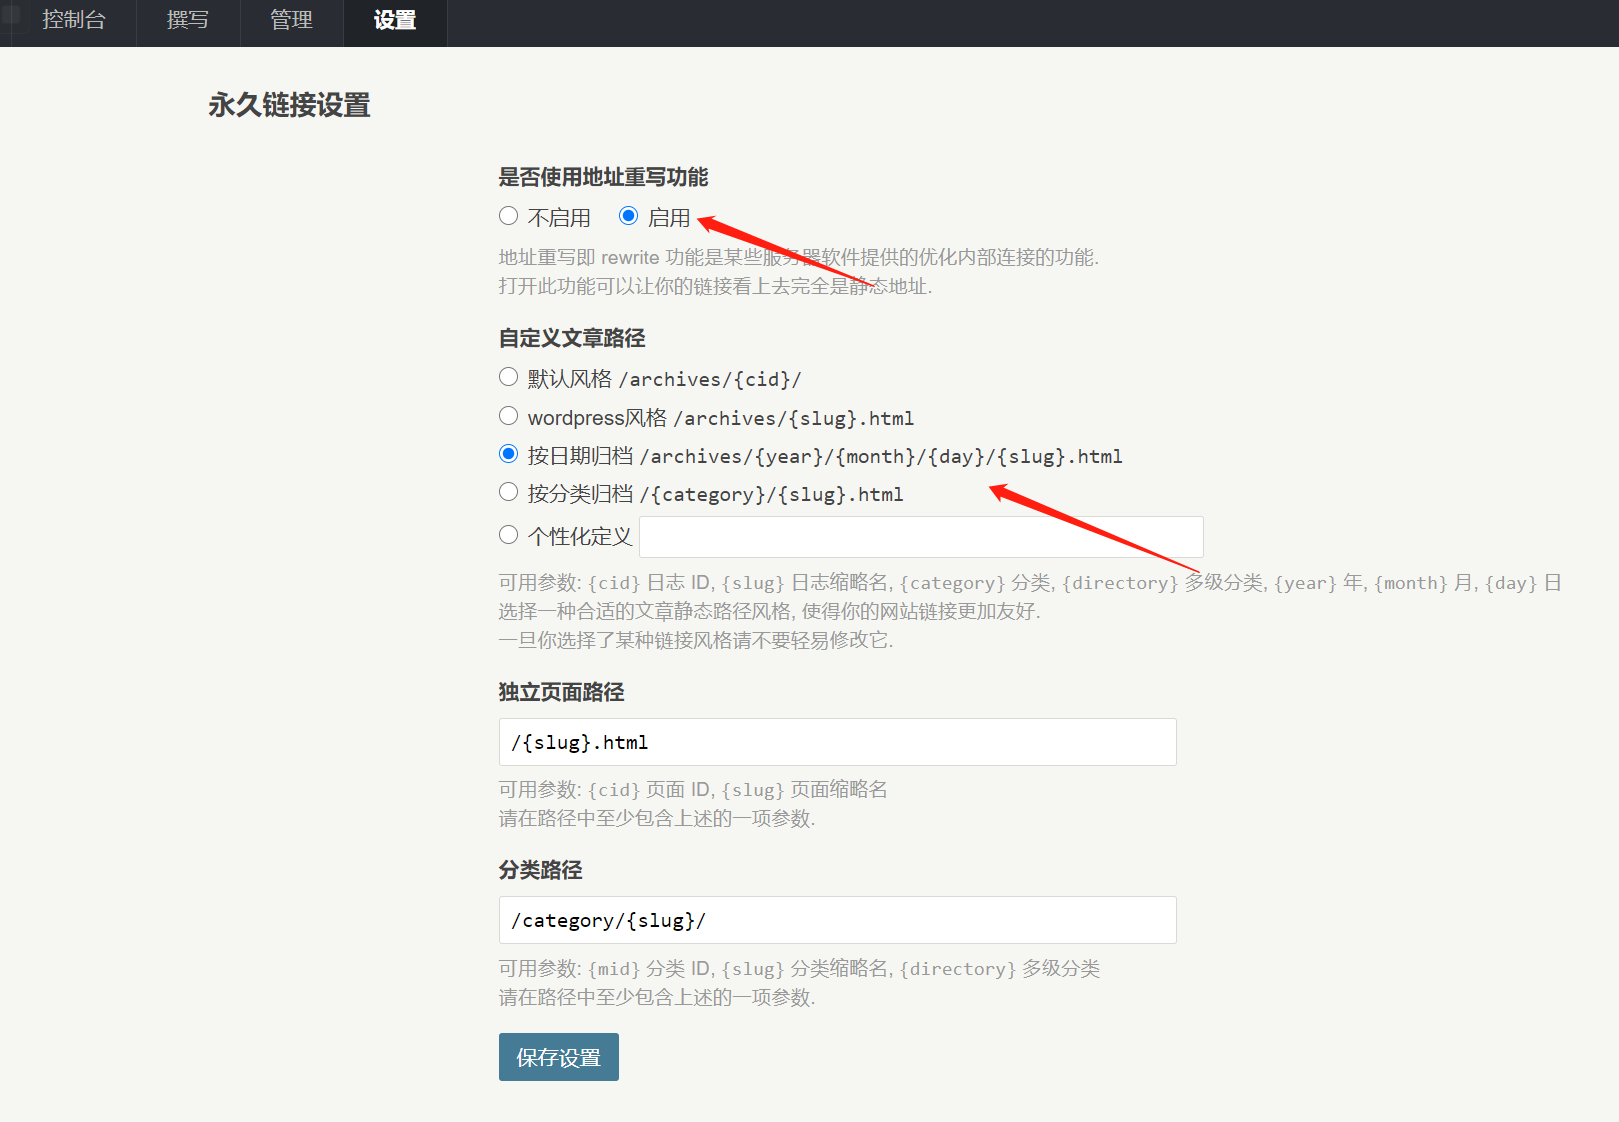 控制台 撰写 管理 设置
永久链接设置
是否使用地址重写功能
不启用 启用
地址重写即 rewrite 功能是某些服务器软件提供的优化内部连接的功能.
打开此功能可以让你的链接看上去完全是静态地址.
自定义文章路径
默认风格 /archives/{cid}/
wordpress风格 /archives/{slug}.html
按日期归档 /archives/{year}/{month}/{day}/{slug}.html
按分类归档 /{category}/{slug}.html
个性化定义
可用参数: {cid} 日志 ID, {slug} 日志缩略名, {category} 分类, {directory} 多级分类, {year} 年, {month} 月, {day} 日
选择一种合适的文章静态路径风格, 使得你的网站链接更加友好.
一旦你选择了某种链接风格请不要轻易修改它.
独立页面路径
/{slug}.html
可用参数: {cid} 页面 ID, {slug} 页面缩略名
请在路径中至少包含上述的一项参数.
分类路径
/category/{slug}/
可用参数: {mid} 分类 ID, {slug} 分类缩略名, {directory} 多级分类
请在路径中至少包含上述的一项参数.
保存设置